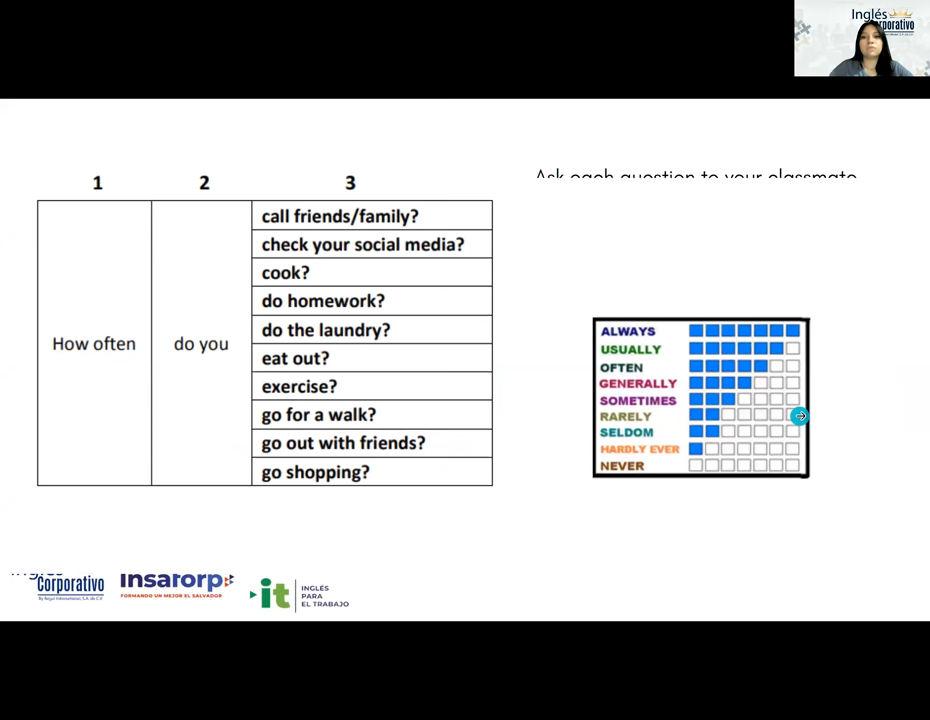 Inglés
Corporativo
Ask each question to your classmate
1 2 3
How often
do you
call friends/family?
check your social media?
cook?
do homework?
do the laundry?
eat out?
exercise?
go for a walk?
go out with friends?
go shopping?
ALWAYS
USUALLY
OFTEN
GENERALLY
SOMETIMES
RARELY
SELDOM
HARDLY EVER
NEVER
Inglés
Corporativo
insaforp
FORMANDO UN MEJOR EL SALVADOR
it
INGLÉS
PARA
EL TRABAJO